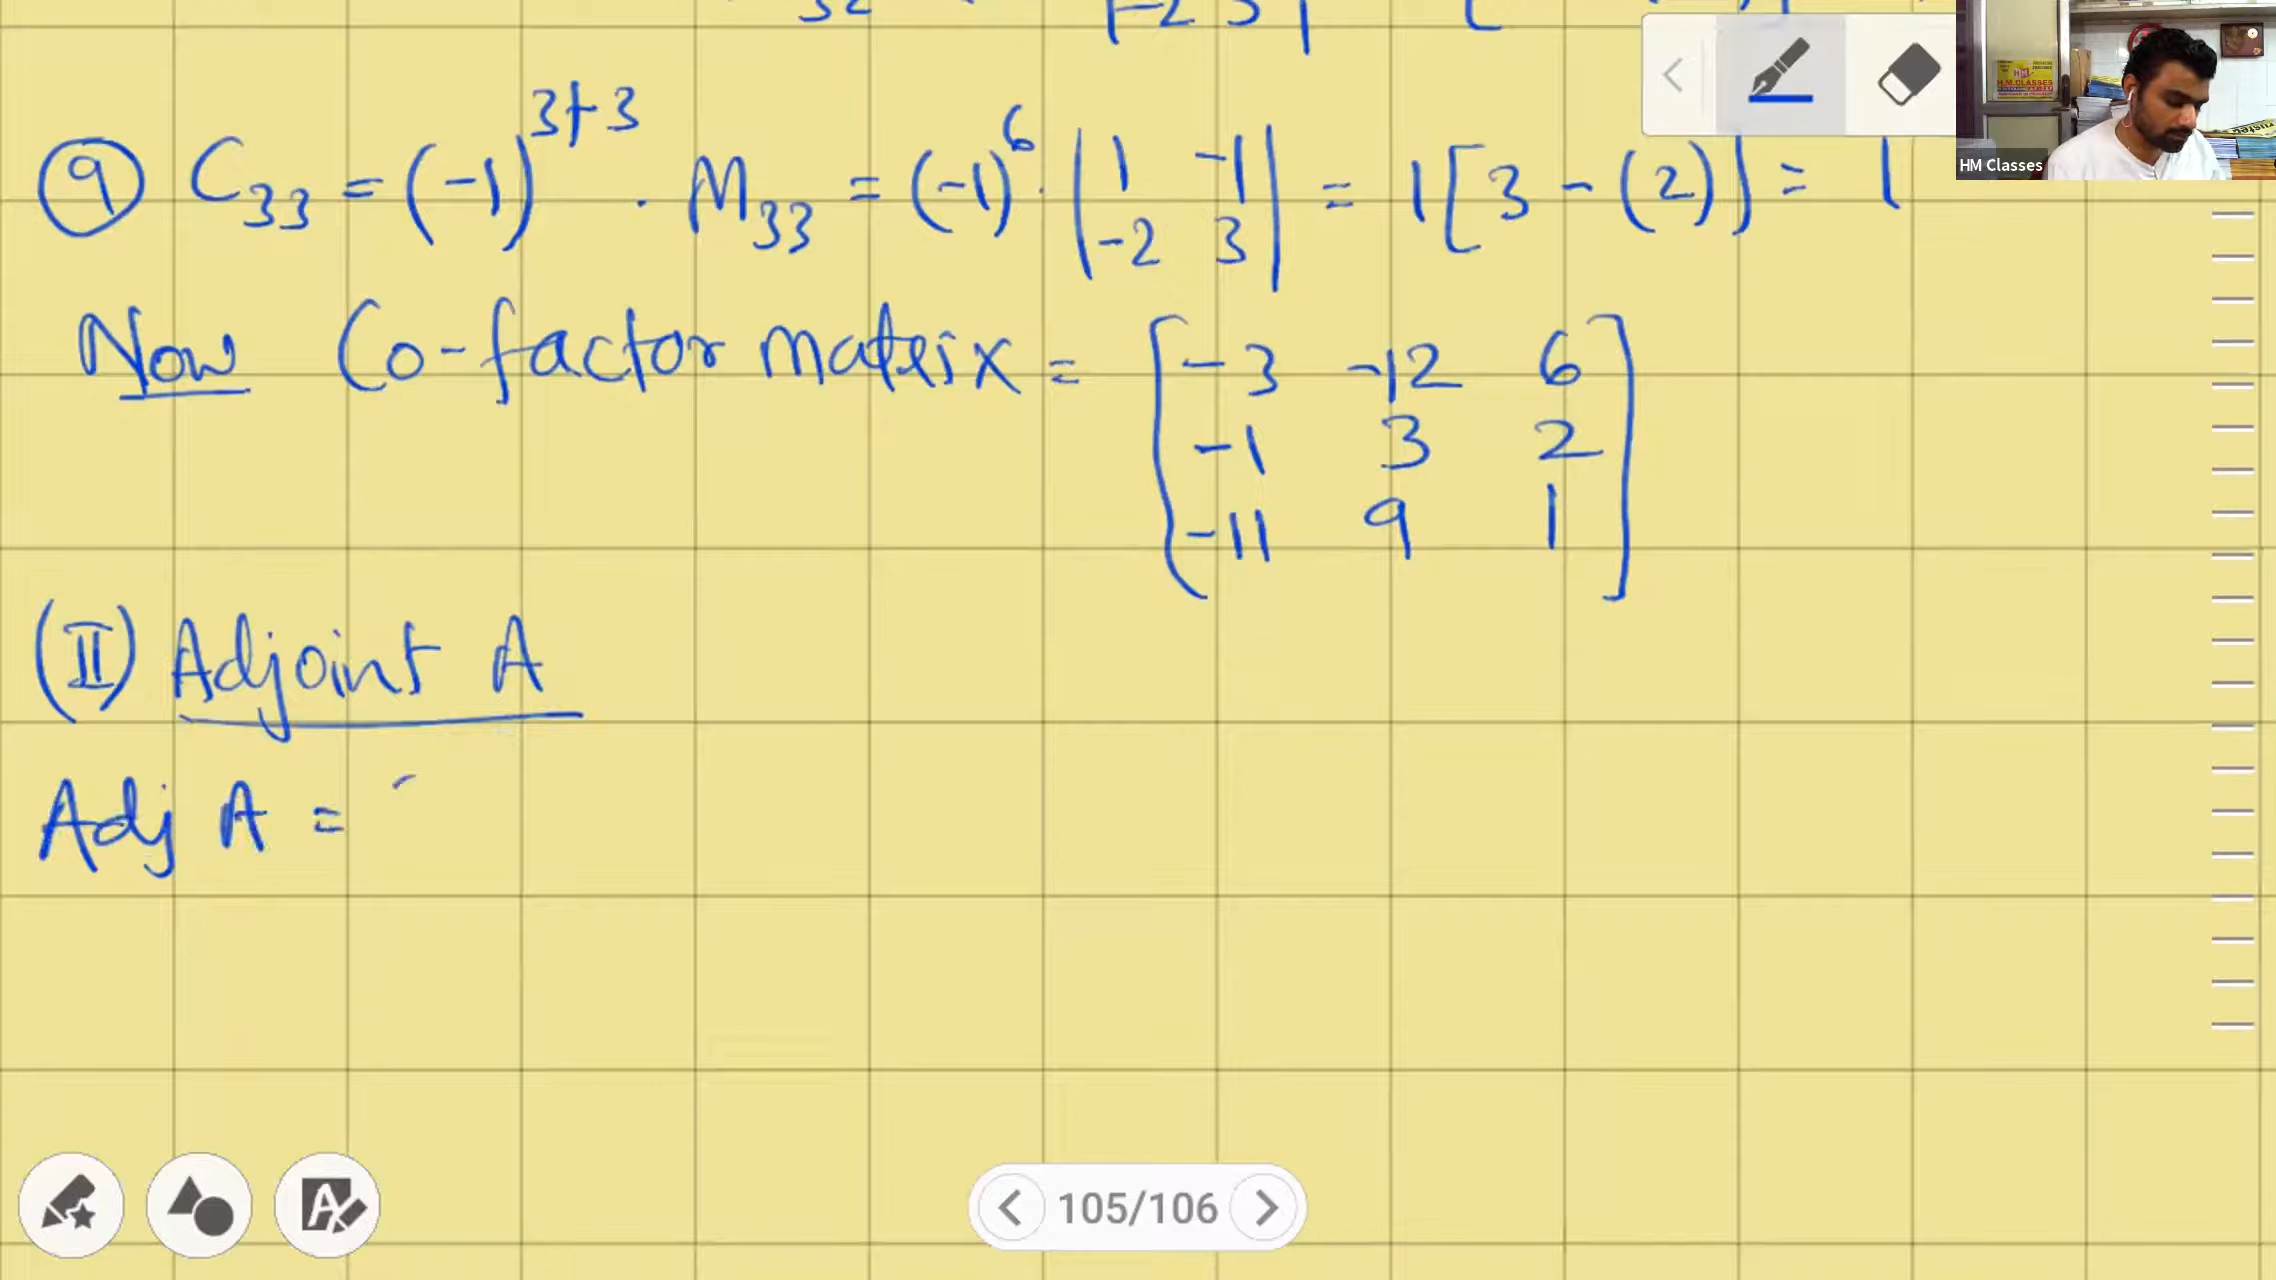 ⑨ C₃₃ = (-1)³⁺³ . M₃₃ = (-1)⁶ . |1 -1| = 1[3 - (2)] = 1
|-2 3|
Now Co-factor matrix = [-3 -12 6]
-1 3 2
-11 9 1
(II) Adjoint A
Adj A =
HM Classes
H.M.CLASSES
105/106